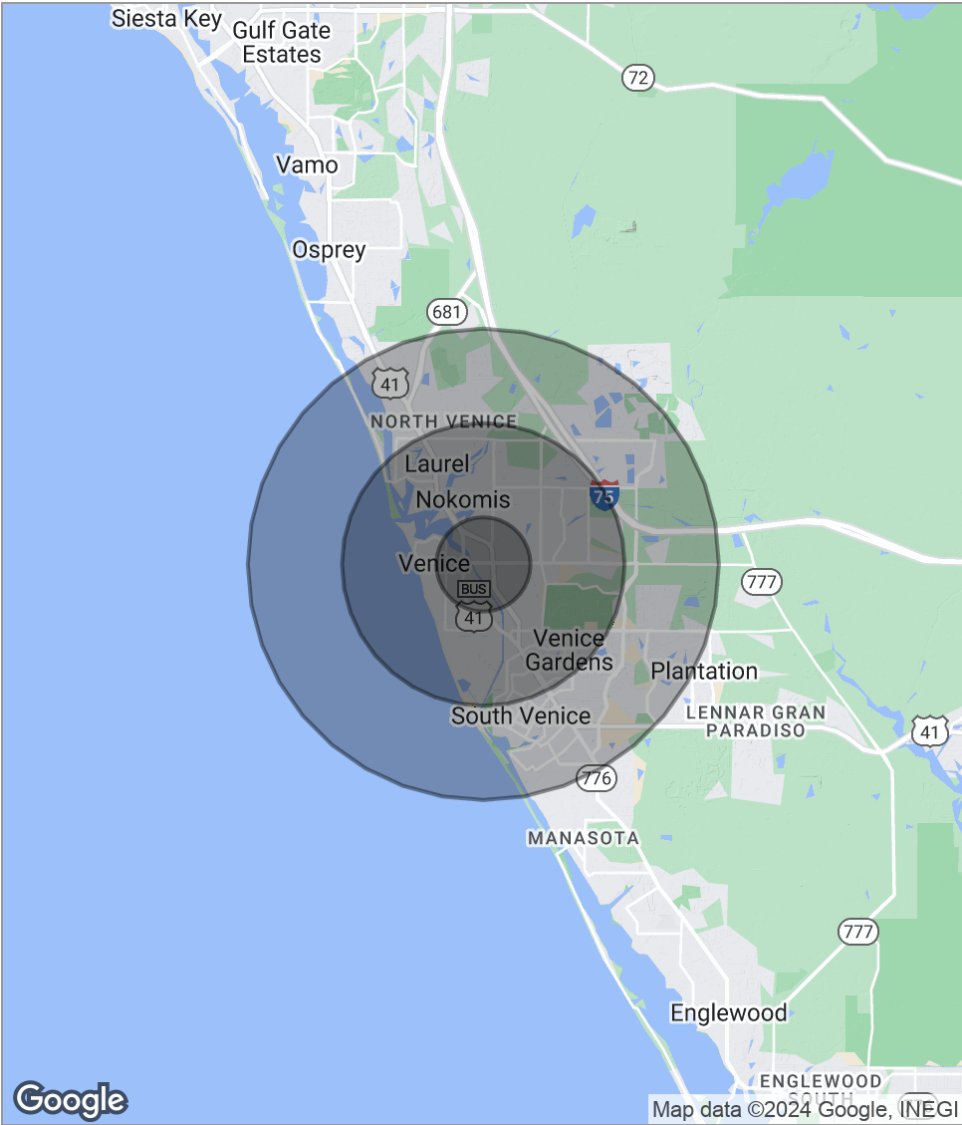 Siesta Key
Gulf Gate
Estates
72
Vamo
Osprey
681
41
NORTH VENICE
Laurel
Nokomis
75
Venice
777
BUS
41
Venice
Gardens
Plantation
South Venice
LENNAR GRAN
PARADISO
41
776
MANASOTA
777
Englewood
ENGLEWOOD
SOUTH
Google
Map data ©2024 Google, INEGI